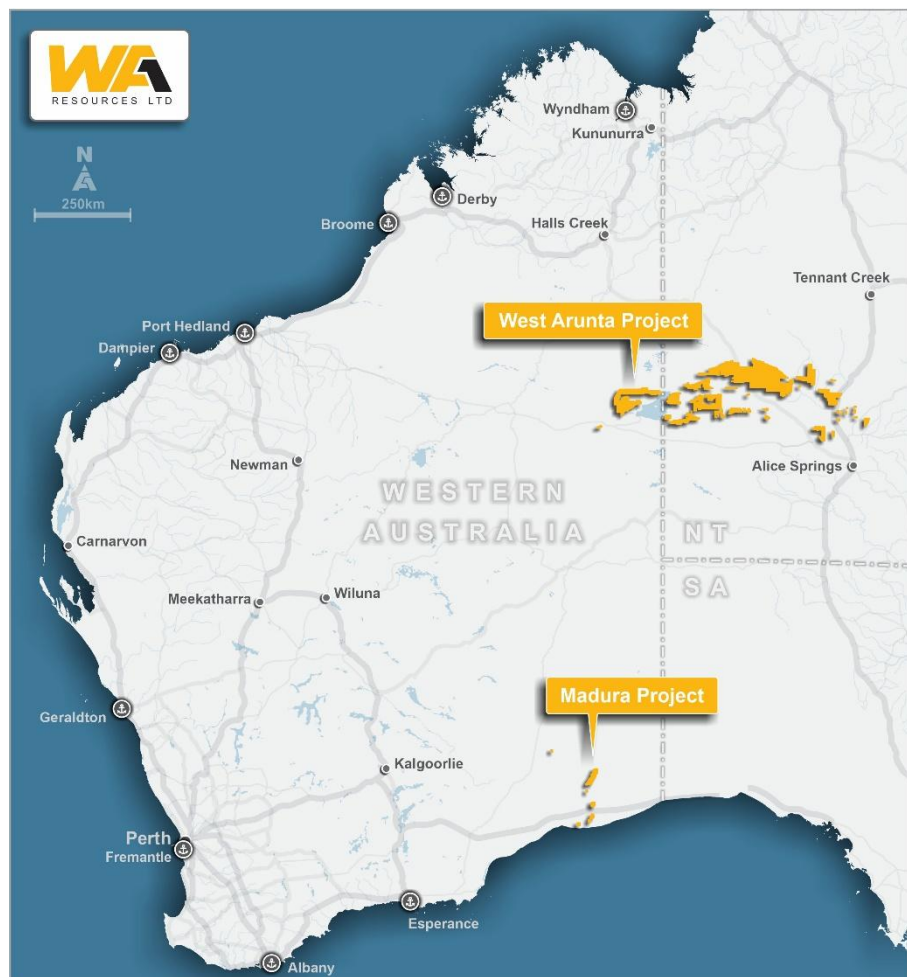 WA1
RESOURCES LTD
N
250km
Wyndham
Kununurra
Derby
Broome
Halls Creek
Tennant Creek
West Arunta Project
Port Hedland
Dampier
Newman
Alice Springs
WESTERN
AUSTRALIA
NT
SA
Carnarvon
Meekatharra
Wiluna
Madura Project
Geraldton
Kalgoorlie
Perth
Fremantle
Esperance
Albany